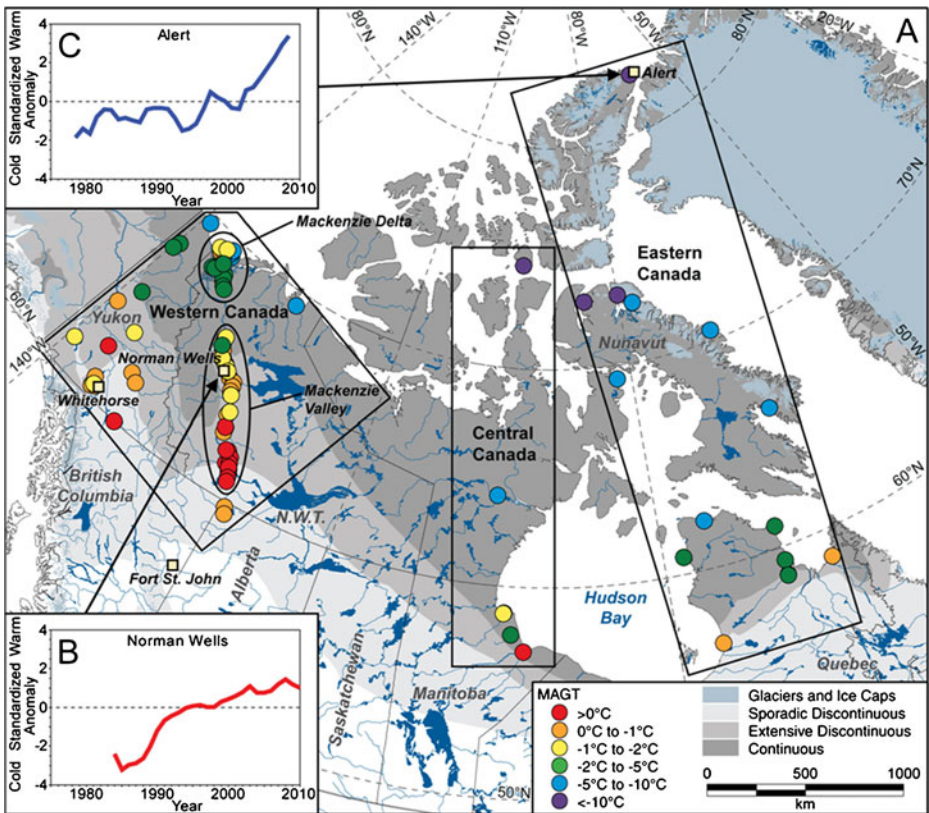 C
Alert
Cold Standardized Warm
Anomaly
4
2
0
-2
-4
1980
1990
2000
2010
Year
A
80°N
140°W
110°W
80°N
50°W
80°N
20°W
70°N
50°W
60°N
50°N
60°N
140°W
Alert
Mackenzie Delta
Eastern
Canada
Western Canada
Yukon
Norman Wells
Nunavut
Whitehorse
Mackenzie
Valley
Central
Canada
British
Columbia
N.W.T.
Fort St. John
Alberta
Hudson
Bay
Quebec
Saskatchewan
Manitoba
B
Norman Wells
Cold Standardized Warm
Anomaly
4
2
0
-2
-4
1980
1990
2000
2010
Year
MAGT
>0°C
0°C to -1°C
-1°C to -2°C
-2°C to -5°C
-5°C to -10°C
<-10°C
Glaciers and Ice Caps
Sporadic Discontinuous
Extensive Discontinuous
Continuous
0 500 1000
km